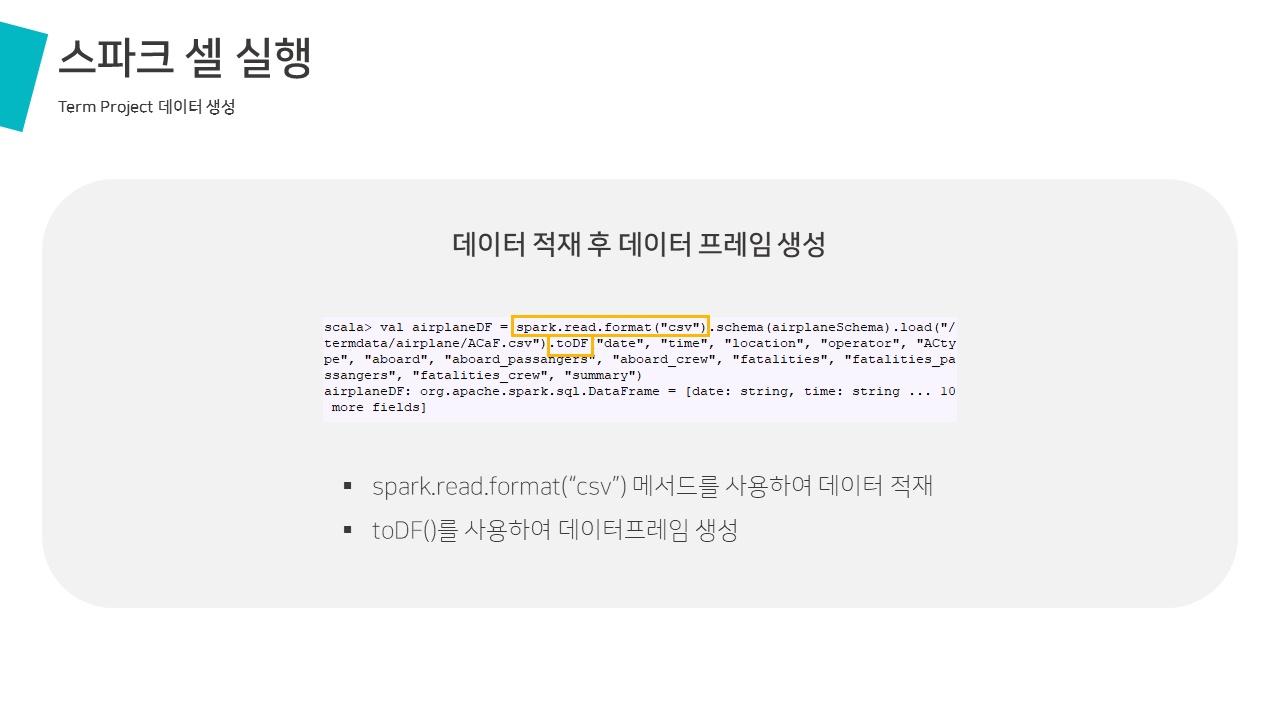 스파크 셀 실행
Term Project 데이터 생성
데이터 적재 후 데이터 프레임 생성
scala> val airplaneDF = spark.read.format("csv").schema(airplaneSchema).load("/
termdata/airplane/ACaF.csv").toDF("date", "time", "location", "operator", "ACty
pe", "aboard", "aboard_passangers", "aboard_crew", "fatalities", "fatalities_pa
ssangers", "fatalities_crew", "summary")
airplaneDF: org.apache.spark.sql.DataFrame = [date: string, time: string ... 10
more fields]
▪ spark.read.format(“csv”) 메서드를 사용하여 데이터 적재
▪ toDF()를 사용하여 데이터프레임 생성